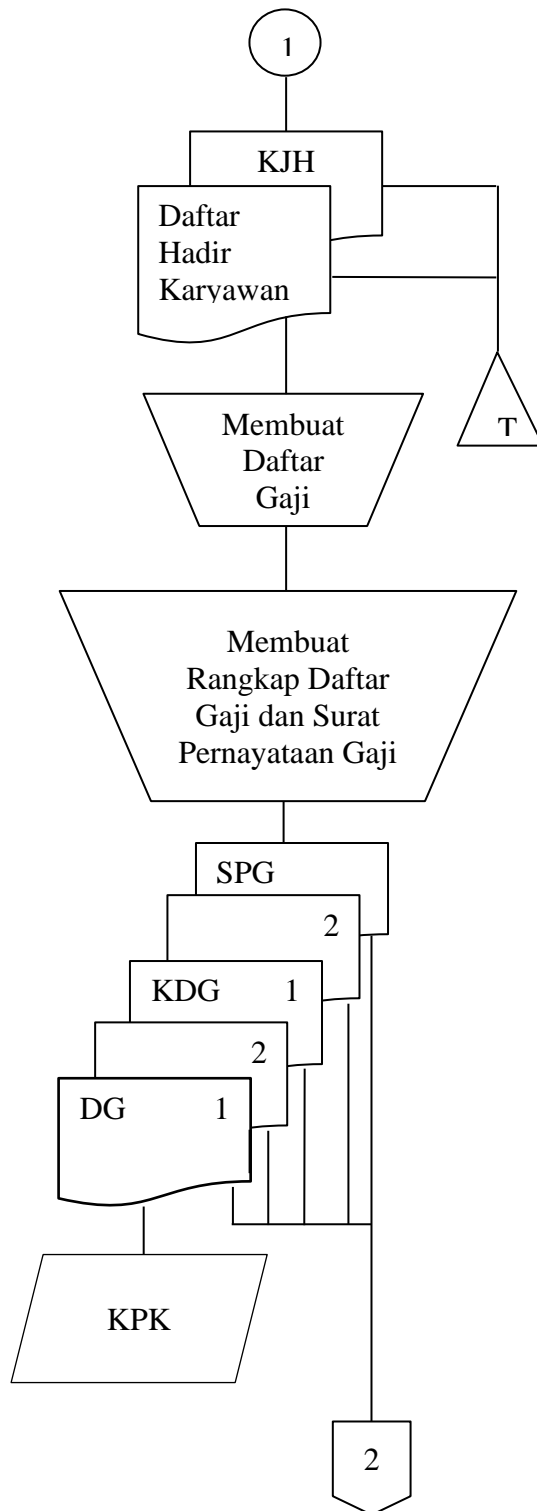 1
KJH
Daftar
Hadir
Karyawan
T
Membuat
Daftar
Gaji
Membuat
Rangkap Daftar
Gaji dan Surat
Pernayataan Gaji
SPG
2
KDG 1
2
DG 1
KPK
2